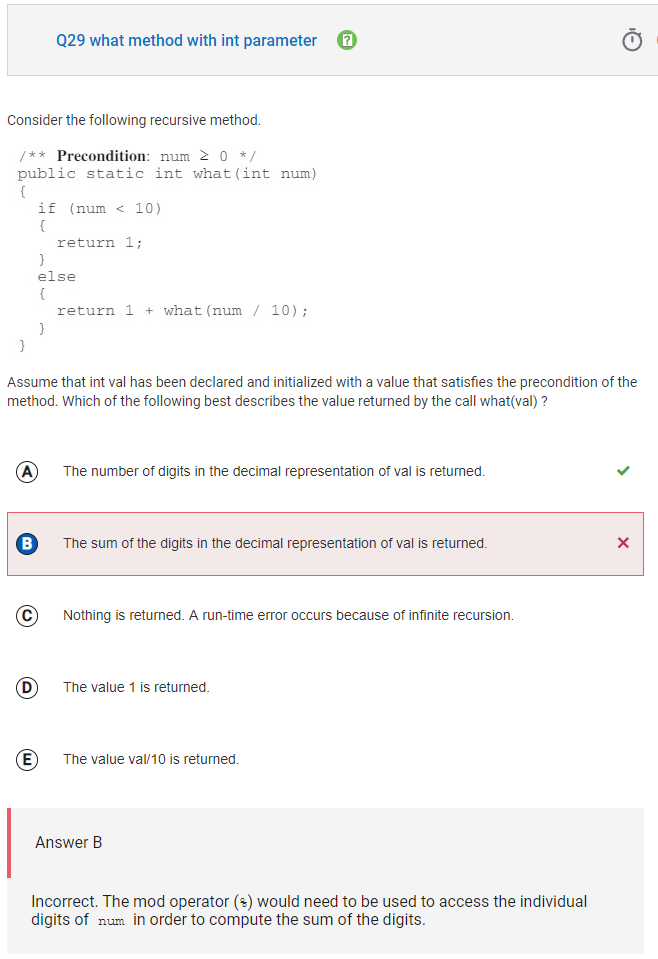 Q29 what method with int parameter
Consider the following recursive method.
/** Precondition: num ≥ 0 */
public static int what(int num)
{
if (num < 10)
{
return 1;
}
else
{
return 1 + what(num / 10);
}
}
Assume that int val has been declared and initialized with a value that satisfies the precondition of the
method. Which of the following best describes the value returned by the call what(val) ?
A The number of digits in the decimal representation of val is returned.
B The sum of the digits in the decimal representation of val is returned.
C Nothing is returned. A run-time error occurs because of infinite recursion.
D The value 1 is returned.
E The value val/10 is returned.
Answer B
Incorrect. The mod operator (%) would need to be used to access the individual
digits of num in order to compute the sum of the digits.